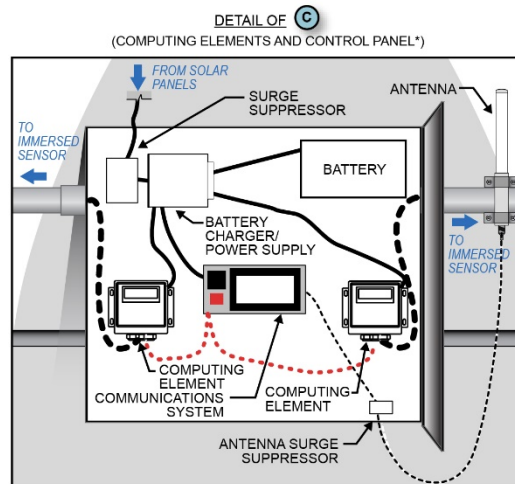 DETAIL OF C
(COMPUTING ELEMENTS AND CONTROL PANEL*)
FROM SOLAR
PANELS
SURGE
SUPPRESSOR
ANTENNA
TO
IMMERSED
SENSOR
BATTERY
BATTERY
CHARGER/
POWER SUPPLY
TO
IMMERSED
SENSOR
COMPUTING
ELEMENT
COMMUNICATIONS
SYSTEM
COMPUTING
ELEMENT
ANTENNA SURGE
SUPPRESSOR